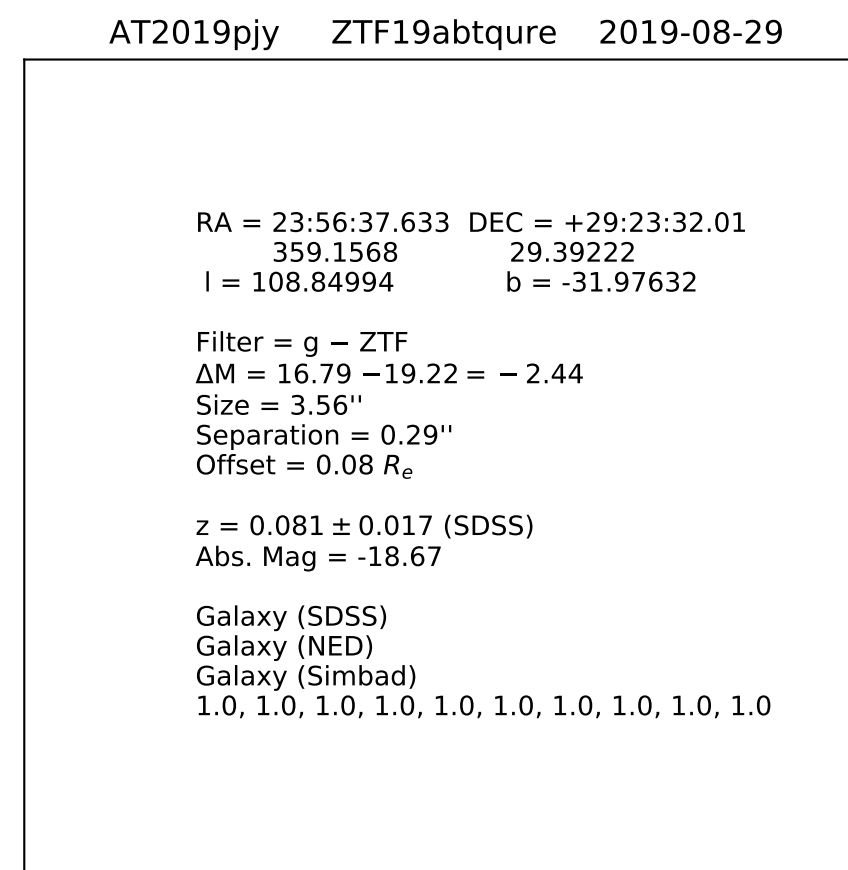 AT2019pjy ZTF19abtqure 2019-08-29
RA = 23:56:37.633 DEC = +29:23:32.01
359.1568 29.39222
l = 108.84994 b = -31.97632
Filter = g − ZTF
ΔM = 16.79 −19.22 = − 2.44
Size = 3.56''
Separation = 0.29''
Offset = 0.08 Re
z = 0.081 ± 0.017 (SDSS)
Abs. Mag = -18.67
Galaxy (SDSS)
Galaxy (NED)
Galaxy (Simbad)
1.0, 1.0, 1.0, 1.0, 1.0, 1.0, 1.0, 1.0, 1.0, 1.0